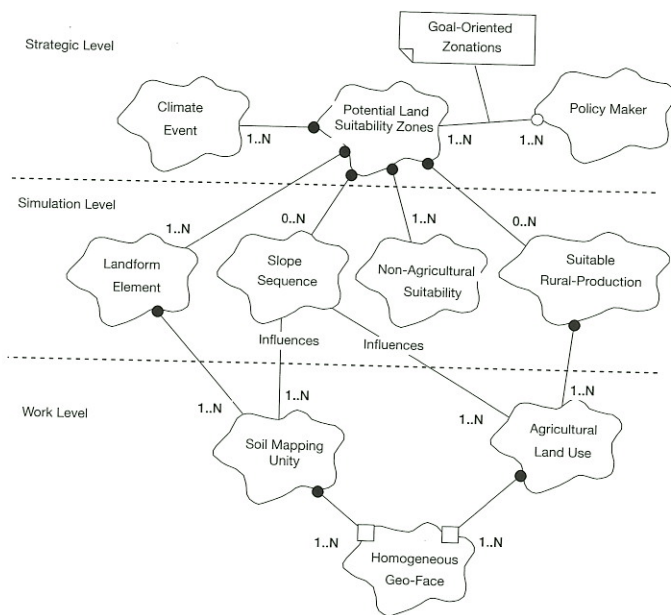 Goal-Oriented
Zonations
Strategic Level
Climate
Event
1..N
Potential Land
Suitability Zones
1..N
1..N
Policy Maker
Simulation Level
1..N
0..N
1..N
0..N
Landform
Element
Slope
Sequence
Non-Agricultural
Suitability
Suitable
Rural-Production
Influences
Influences
1..N
1..N
1..N
1..N
Work Level
Soil Mapping
Unity
Agricultural
Land Use
1..N
1..N
Homogeneous
Geo-Face